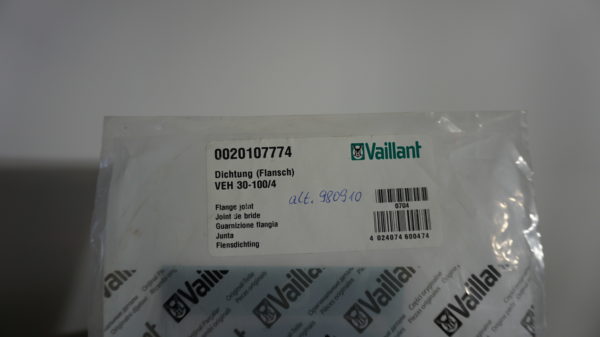 0020107774
Vaillant
Dichtung (Flansch)
VEH 30-100/4
alt. 980910
Flange joint
Joint de bride
Guarnizione flangia
Junta
Flensdichting
0704
4 024074 600474
Vaillant
Vaillant
Vaillant
Vaillant